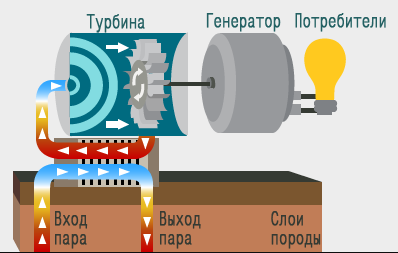 Турбина
Генератор
Потребители
Вход
пара
Выход
пара
Слои
породы